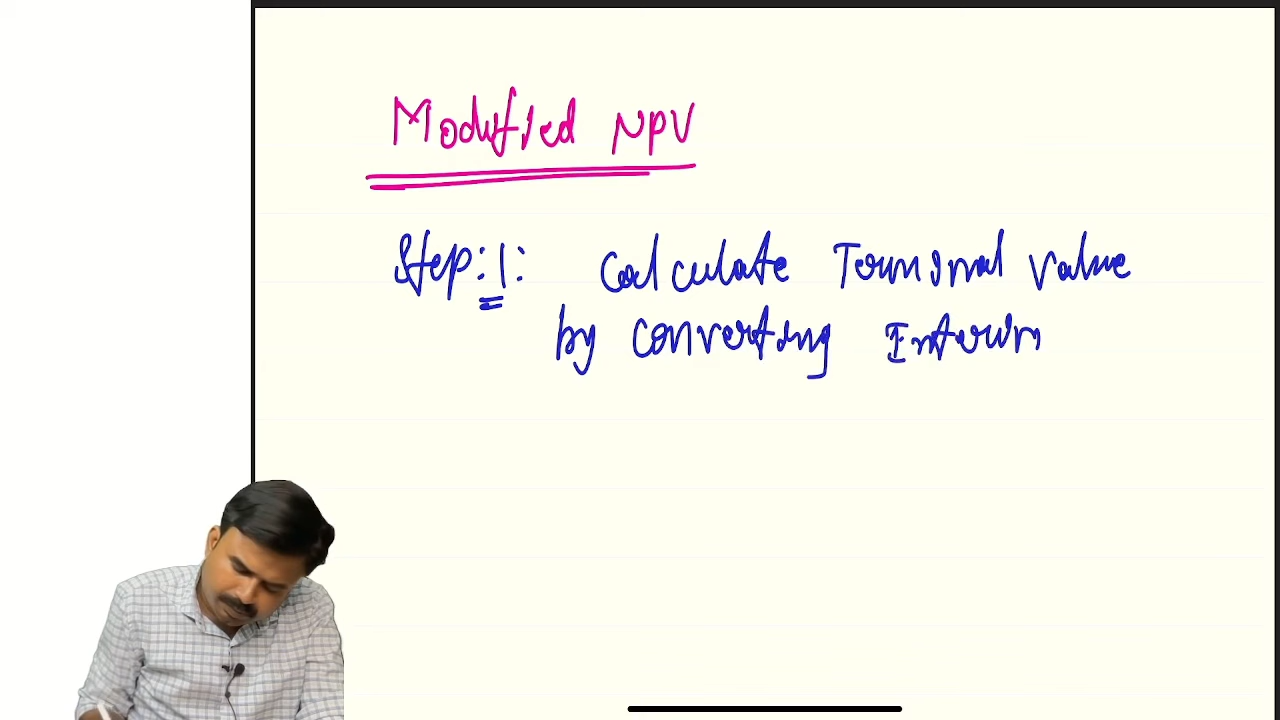 Modified NPV
Step:1: Calculate Terminal value
by converting Interim